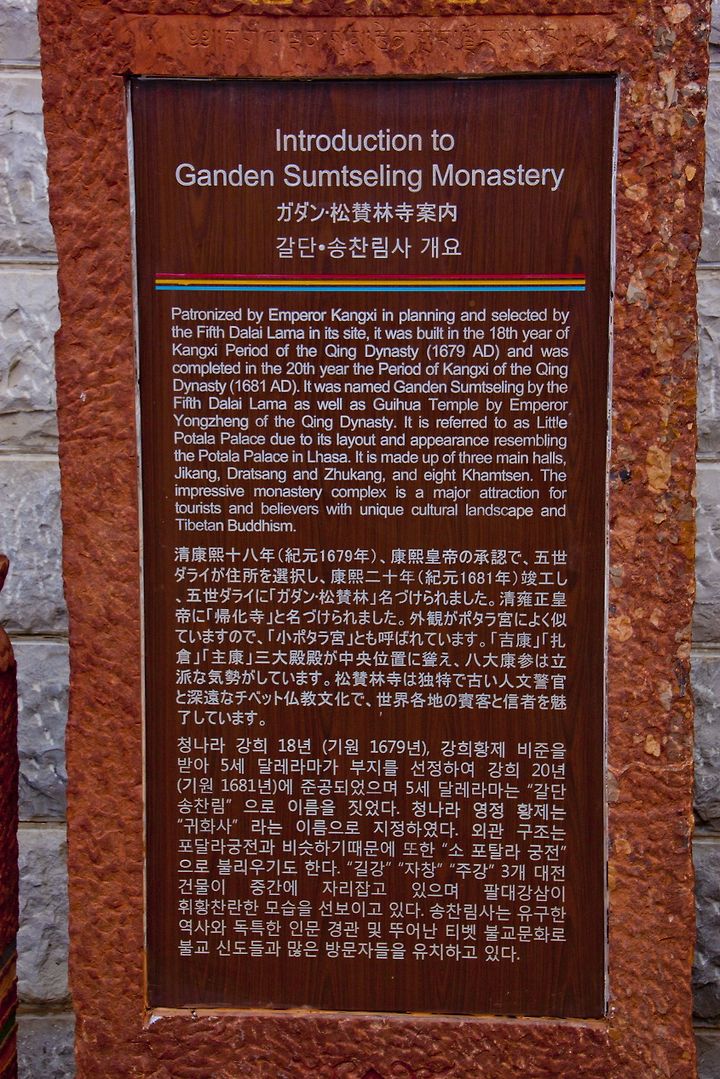 Introduction to
Ganden Sumtseling Monastery
ガダン·松賛林寺案内
갈단•송찬림사 개요
Patronized by Emperor Kangxi in planning and selected by
the Fifth Dalai Lama in its site, it was built in the 18th year of
Kangxi Period of the Qing Dynasty (1679 AD) and was
completed in the 20th year the Period of Kangxi of the Qing
Dynasty (1681 AD). It was named Ganden Sumtseling by the
Fifth Dalai Lama as well as Guihua Temple by Emperor
Yongzheng of the Qing Dynasty. It is referred to as Little
Potala Palace due to its layout and appearance resembling
the Potala Palace in Lhasa. It is made up of three main halls,
Jikang, Dratsang and Zhukang, and eight Khamtsen. The
impressive monastery complex is a major attraction for
tourists and believers with unique cultural landscape and
Tibetan Buddhism.
清康熙十八年（紀元1679年）、康熙皇帝の承認で、五世
ダライが住所を選択し、康熙二十年（紀元1681年）竣工し
、五世ダライに「ガダン·松賛林」名づけられました。清雍正皇
帝に「帰化寺」と名づけられました。外観がポタラ宮によく似
ていますので、「小ポタラ宮」とも呼ばれています。「吉康」「扎
倉」「主康」三大殿殿が中央位置に聳え、八大康参は立
派な気勢がしています。松賛林寺は独特で古い人文警官
と深遠なチベット仏教文化で、世界各地の賓客と信者を魅
了しています。
청나라 강희 18년 (기원 1679년), 강희황제 비준을
받아 5세 달레라마가 부지를 선정하여 강희 20년
(기원 1681년)에 준공되었으며 5세 달레라마는 “갈단
송찬림” 으로 이름을 짓었다. 청나라 영정 황제는
“귀화사” 라는 이름으로 지정하였다. 외관 구조는
포달라궁전과 비슷하기때문에 또한 “소 포탈라 궁전”
으로 불리우기도 한다. “길강” “자창” “주강” 3개 대전
건물이 중간에 자리잡고 있으며 팔대강삼이
휘황찬란한 모습을 선보이고 있다. 송찬림사는 유구한
역사와 독특한 인문 경관 및 뛰어난 티벳 불교문화로
불교 신도들과 많은 방문자들을 유치하고 있다.